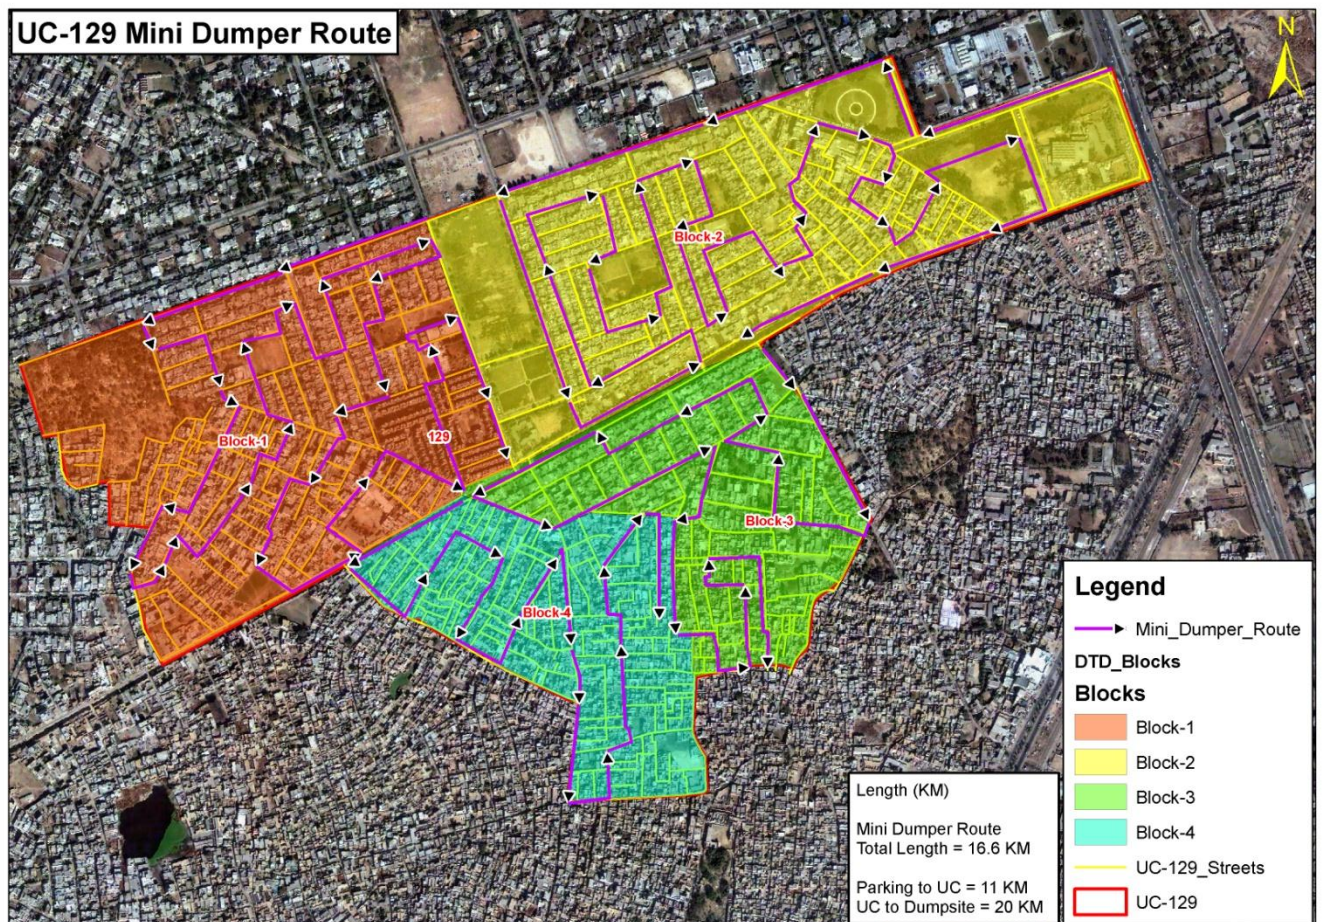 UC-129 Mini Dumper Route
N
Block-2
Block-1
129
Block-3
Block-4
Legend
Mini_Dumper_Route
DTD_Blocks
Blocks
Block-1
Block-2
Block-3
Block-4
UC-129_Streets
UC-129
Length (KM)
Mini Dumper Route
Total Length = 16.6 KM
Parking to UC = 11 KM
UC to Dumpsite = 20 KM